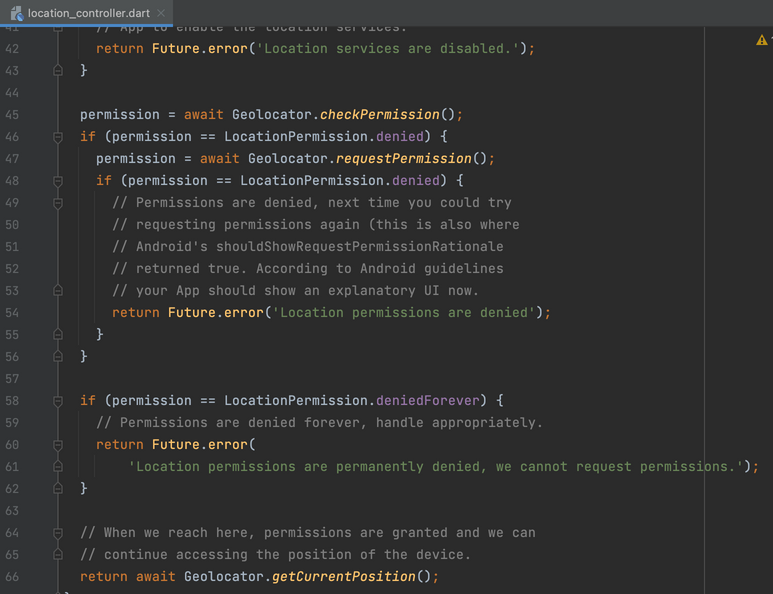 location_controller.dart
41 // App to enable the location services.
42 return Future.error('Location services are disabled.');
43 }
44
45 permission = await Geolocator.checkPermission();
46 if (permission == LocationPermission.denied) {
47 permission = await Geolocator.requestPermission();
48 if (permission == LocationPermission.denied) {
49 // Permissions are denied, next time you could try
50 // requesting permissions again (this is also where
51 // Android's shouldShowRequestPermissionRationale
52 // returned true. According to Android guidelines
53 // your App should show an explanatory UI now.
54 return Future.error('Location permissions are denied');
55 }
56 }
57
58 if (permission == LocationPermission.deniedForever) {
59 // Permissions are denied forever, handle appropriately.
60 return Future.error(
61 'Location permissions are permanently denied, we cannot request permissions.');
62 }
63
64 // When we reach here, permissions are granted and we can
65 // continue accessing the position of the device.
66 return await Geolocator.getCurrentPosition();